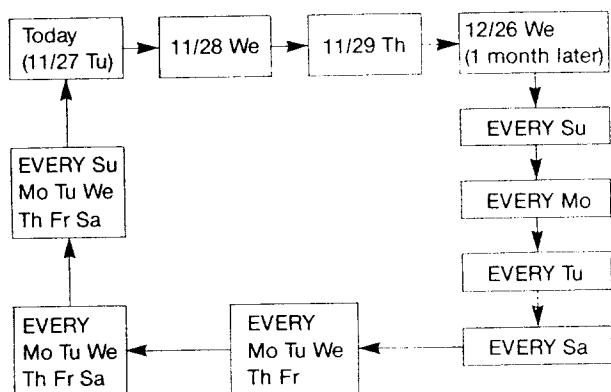 Today
(11/27 Tu)
11/28 We
11/29 Th
12/26 We
(1 month later)
EVERY Su
EVERY Mo
EVERY Tu
EVERY Sa
EVERY
Mo Tu We
Th Fr
EVERY
Mo Tu We
Th Fr Sa
EVERY Su
Mo Tu We
Th Fr Sa